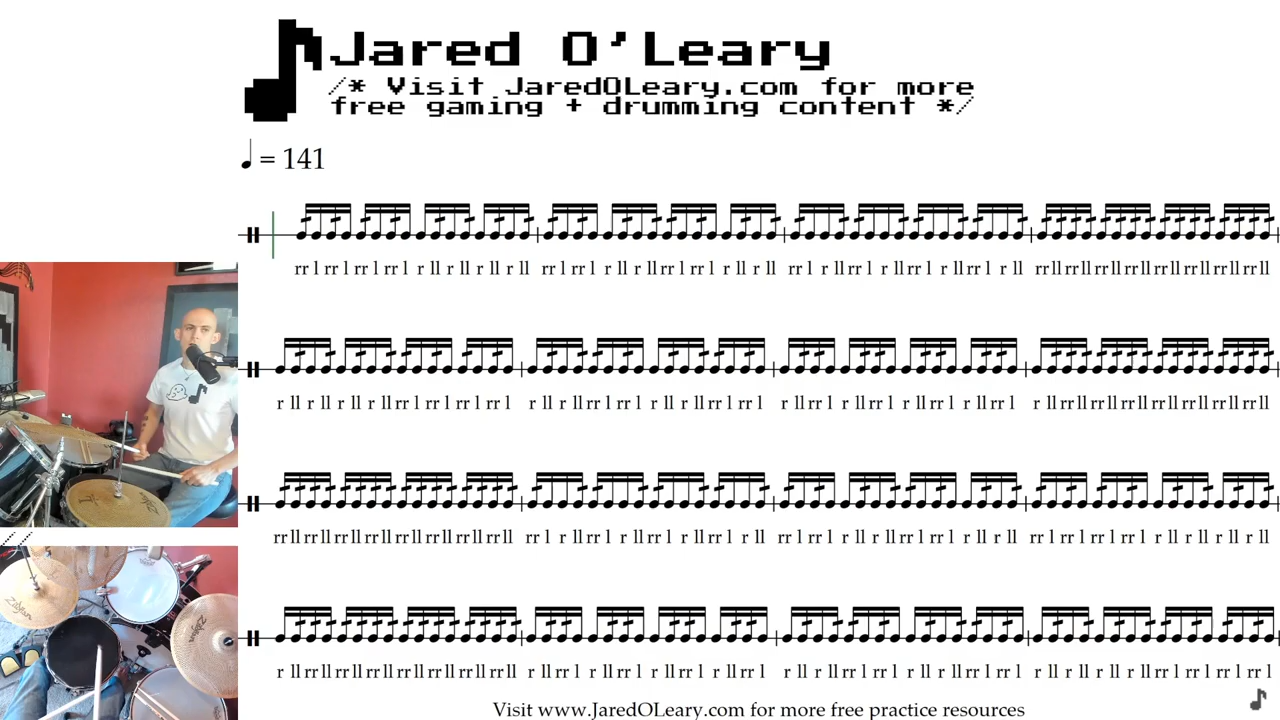 Jared O'Leary
/* Visit JaredOLeary.com for more
free gaming + drumming content */
= 141
rr l rr l rr l rr l r ll r ll r ll r ll rr l rr l r ll r ll rr l rr l r ll r ll rr l r ll rr l r ll rr l r ll rr l r ll rr ll rr ll rr ll rr ll rr ll rr ll rr ll rr ll
r ll r ll r ll r ll rr l rr l rr l rr l r ll r ll rr l rr l r ll r ll rr l rr l r ll rr l r ll rr l r ll rr l r ll rr l r ll rr ll rr ll rr ll rr ll rr ll rr ll rr ll
rr ll rr ll rr ll rr ll rr ll rr ll rr ll rr ll rr l rr l r ll r ll rr l rr l r ll r ll rr l rr l r ll r ll rr l rr l r ll r ll rr l rr l rr l rr l r ll r ll r ll r ll
r ll rr ll rr ll rr ll rr ll rr ll rr ll rr ll r ll rr l r ll rr l r ll rr l r ll rr l r ll r ll rr l rr l r ll r ll rr l rr l r ll r ll r ll r ll rr l rr l rr l rr l
Visit www.JaredOLeary.com for more free practice resources